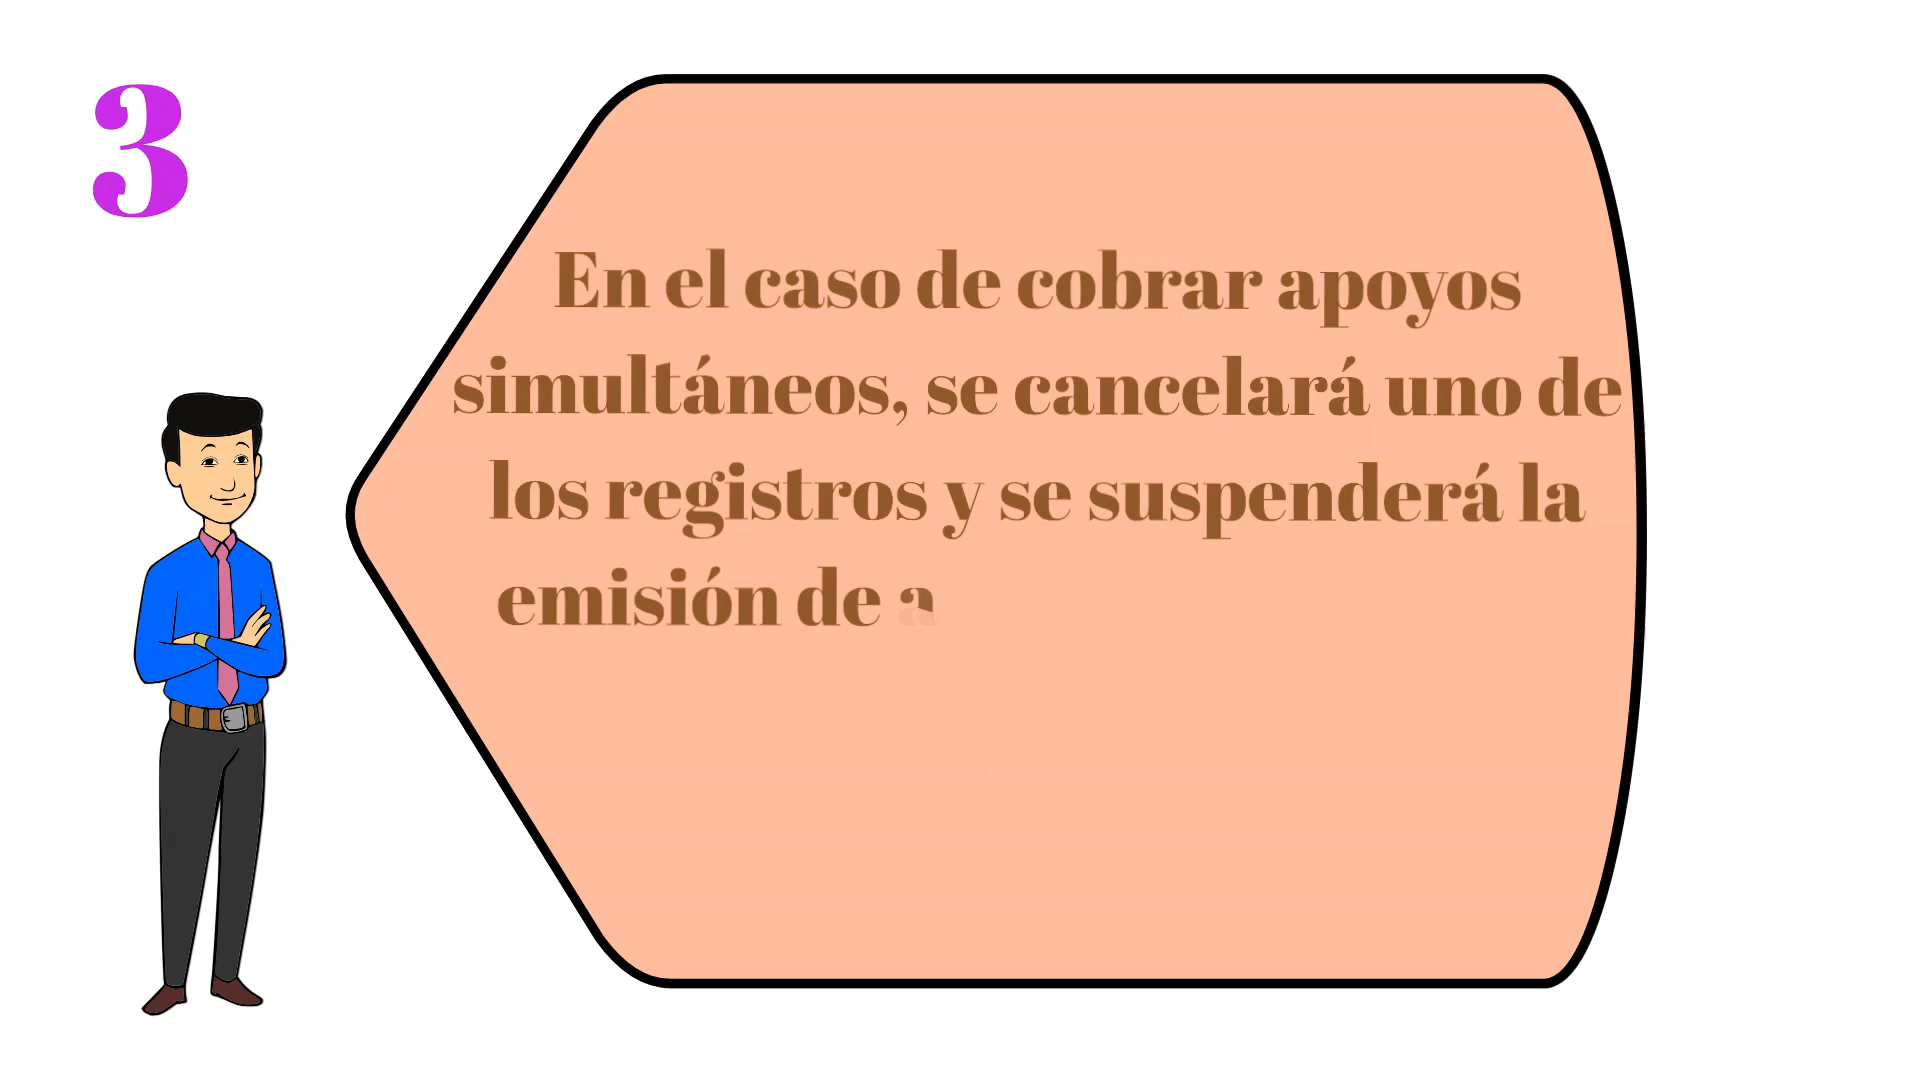 3
En el caso de cobrar apoyos
simultáneos, se cancelará uno de
los registros y se suspenderá la
emisión de a